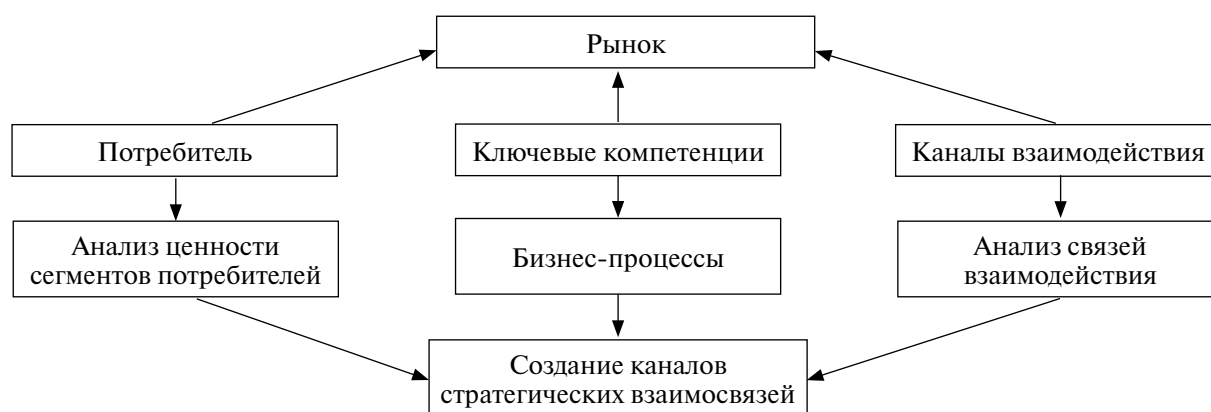 Рынок
Потребитель
Ключевые компетенции
Каналы взаимодействия
Анализ ценности
сегментов потребителей
Бизнес-процессы
Анализ связей
взаимодействия
Создание каналов
стратегических взаимосвязей